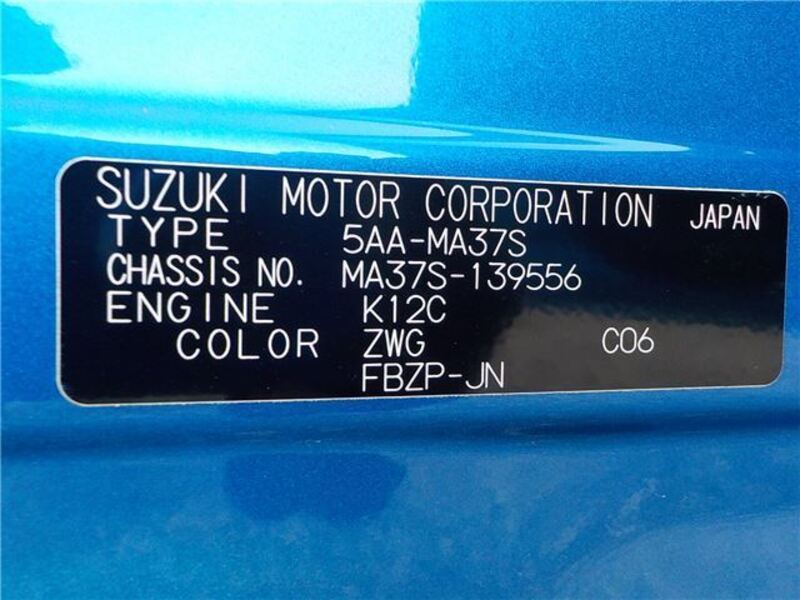 SUZUKI MOTOR CORPORATION JAPAN
TYPE 5AA-MA37S
CHASSIS NO. MA37S-139556
ENGINE K12C
COLOR ZWG C06
FBZP-JN